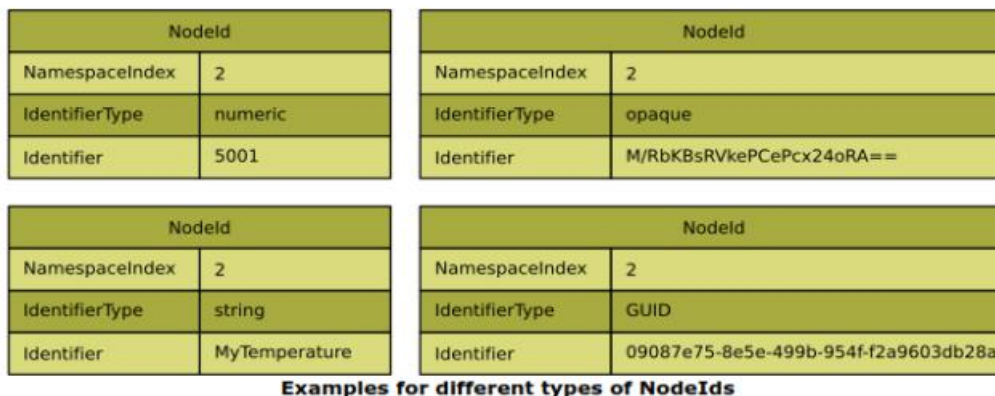 NodeId
NamespaceIndex 2
IdentifierType numeric
Identifier 5001
NodeId
NamespaceIndex 2
IdentifierType opaque
Identifier M/RbKBsRVkePCePcx24oRA==
NodeId
NamespaceIndex 2
IdentifierType string
Identifier MyTemperature
NodeId
NamespaceIndex 2
IdentifierType GUID
Identifier 09087e75-8e5e-499b-954f-f2a9603db28a
Examples for different types of NodeIds